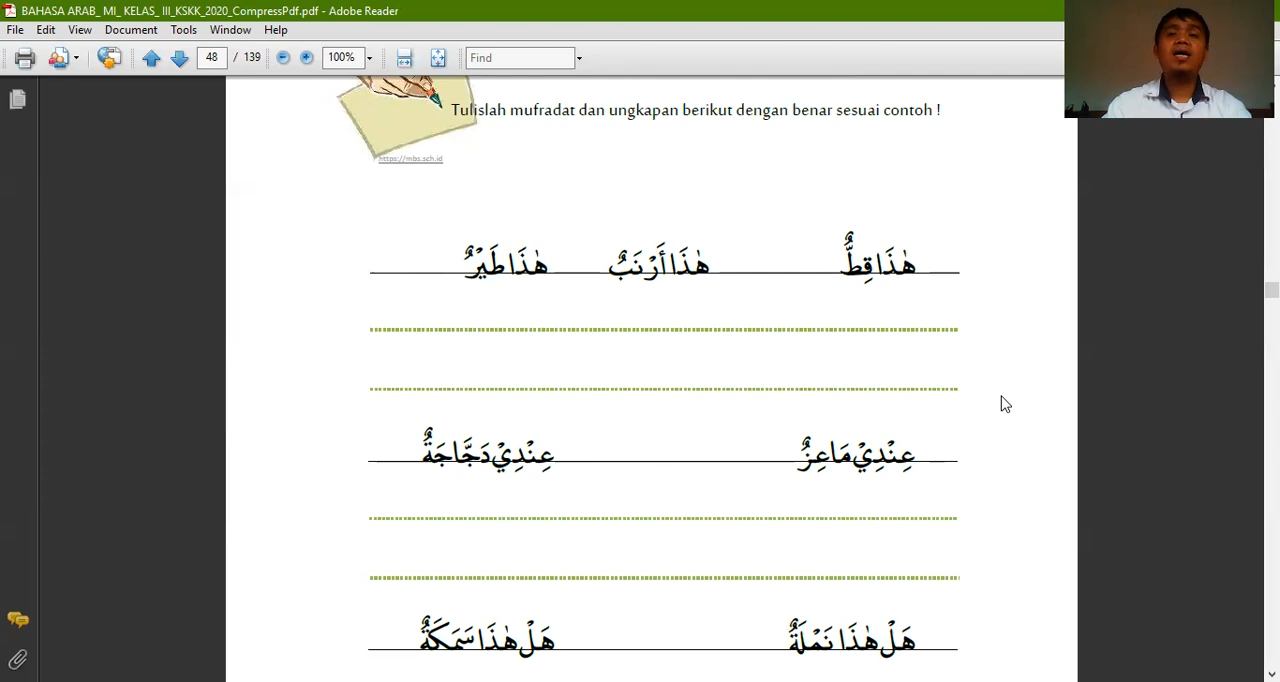 BAHASA ARAB_ MI_ KELAS_ III_KSKK_2020_CompressPdf.pdf - Adobe Reader
File Edit View Document Tools Window Help
48 / 139 100% Find
Tulislah mufradat dan ungkapan berikut dengan benar sesuai contoh !
https://mbs.sch.id
هٰذَا قِطٌّ هٰذَا أَرْنَبٌ هٰذَا طَيْرٌ
عِنْدِيْ مَاعِزٌ عِنْدِيْ دَجَّاجَةٌ
هَلْ هٰذَا نَمْلَةٌ هَلْ هٰذَا سَمَكَةٌ